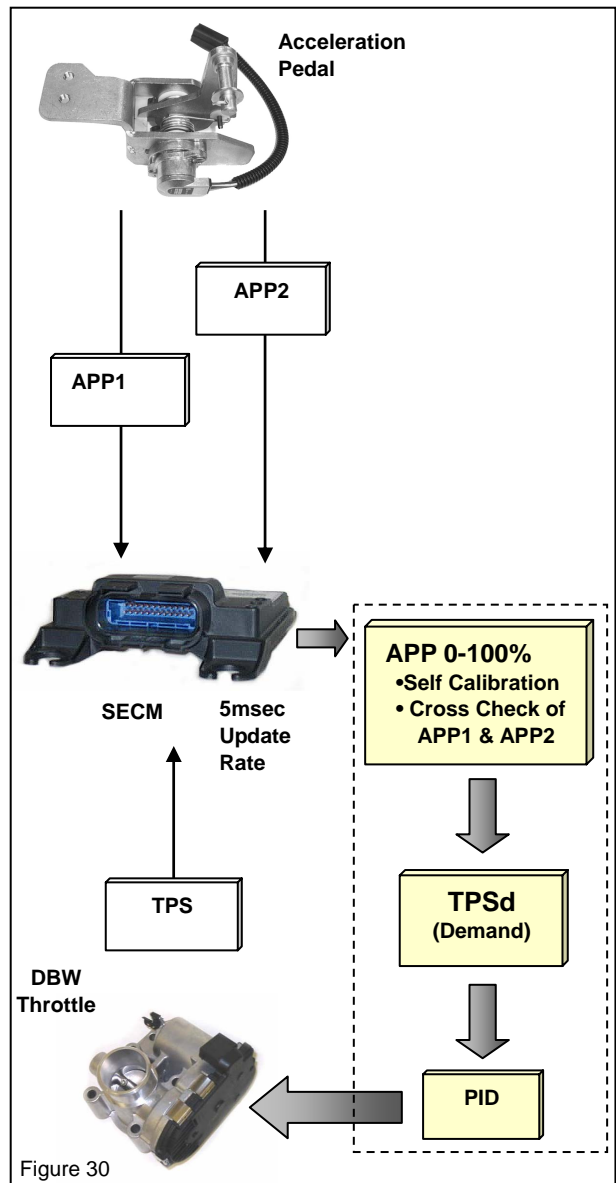 Acceleration
Pedal
APP2
APP1
SECM
5msec
Update
Rate
APP 0-100%
•Self Calibration
• Cross Check of
APP1 & APP2
TPSd
(Demand)
TPS
DBW
Throttle
PID
Figure 30